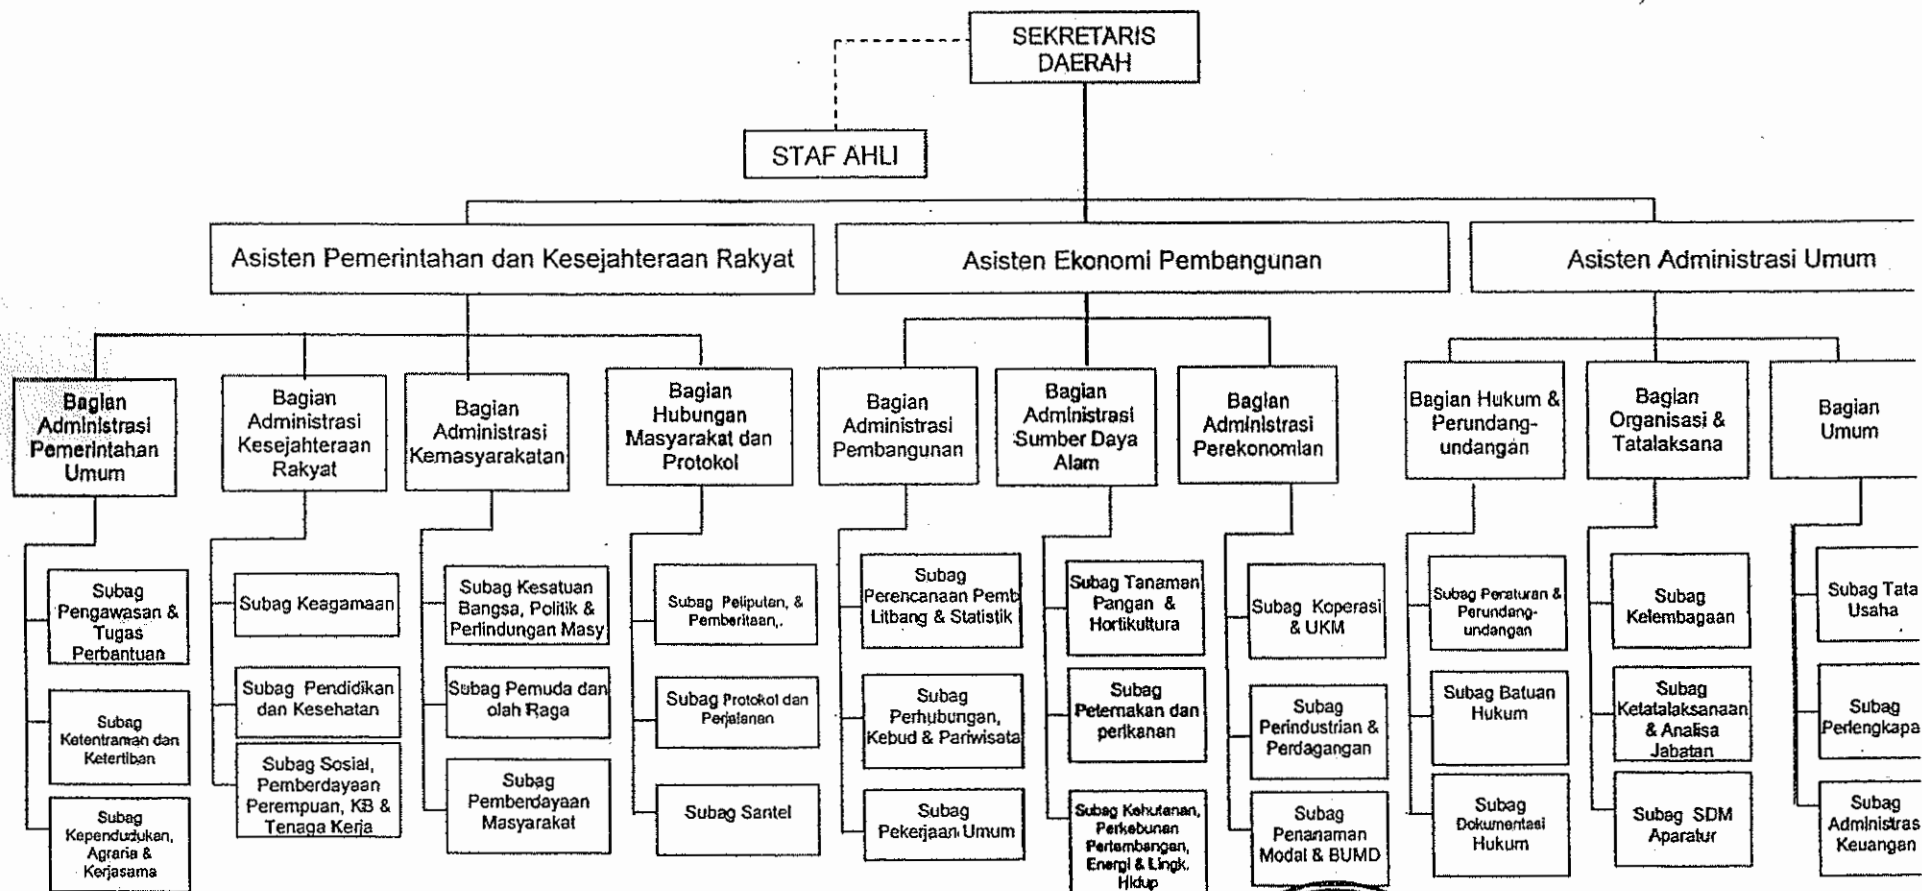 SEKRETARIS
DAERAH
STAF AHLI
Asisten Pemerintahan dan Kesejahteraan Rakyat
Asisten Ekonomi Pembangunan
Asisten Administrasi Umum
Bagian
Administrasi
Pemerintahan
Umum
Bagian
Administrasi
Kesejahteraan
Rakyat
Bagian
Administrasi
Kemasyarakatan
Bagian
Hubungan
Masyarakat dan
Protokol
Bagian
Administrasi
Pembangunan
Bagian
Administrasi
Sumber Daya
Alam
Bagian
Administrasi
Perekonomian
Bagian Hukum &
Perundang-
undangan
Bagian
Organisasi &
Tatalaksana
Bagian
Umum
Subag
Pengawasan &
Tugas
Perbantuan
Subag
Ketentraman dan
Ketertiban
Subag
Kependudukan,
Agraria &
Kerjasama
Subag Keagamaan
Subag Pendidikan
dan Kesehatan
Subag Sosial,
Pemberdayaan
Perempuan, KB &
Tenaga Kerja
Subag Kesatuan
Bangsa, Politik &
Perlindungan Masy
Subag Pemuda dan
olah Raga
Subag
Pemberdayaan
Masyarakat
Subag Peliputan, &
Pemberitaan,.
Subag Protokol dan
Perjalanan
Subag Santel
Subag
Perencanaan Pemb
Litbang & Statistik
Subag
Perhubungan,
Kebud & Pariwisata
Subag
Pekerjaan Umum
Subag Tanaman
Pangan &
Hortikultura
Subag
Peternakan dan
perikanan
Subag Kehutanan,
Perkebunan
Pertambangan,
Energi & Lingk.
Hidup
Subag Koperasi
& UKM
Subag
Perindustrian &
Perdagangan
Subag
Penanaman
Modal & BUMD
Subag Peraturan &
Perundang-
undangan
Subag Batuan
Hukum
Subag
Dokumentasi
Hukum
Subag
Kelembagaan
Subag
Ketatalaksanaan
& Analisa
Jabatan
Subag SDM
Aparatur
Subag Tata
Usaha
Subag
Perlengkapa
Subag
Administras
Keuangan